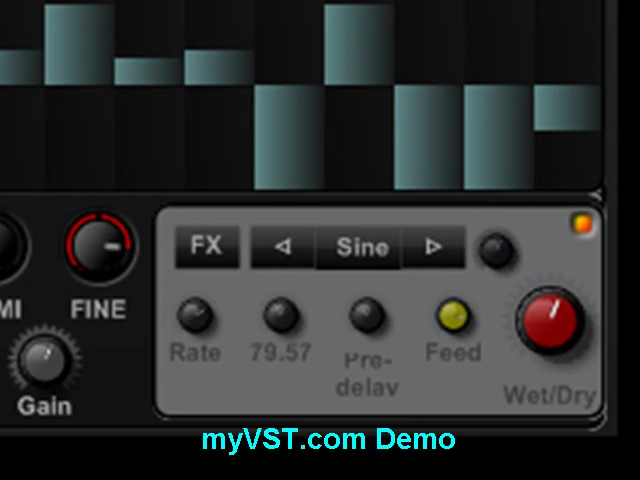 FX
Sine
MI
FINE
Rate
79.57
Pre-
delay
Feed
Gain
Wet/Dry
myVST.com Demo